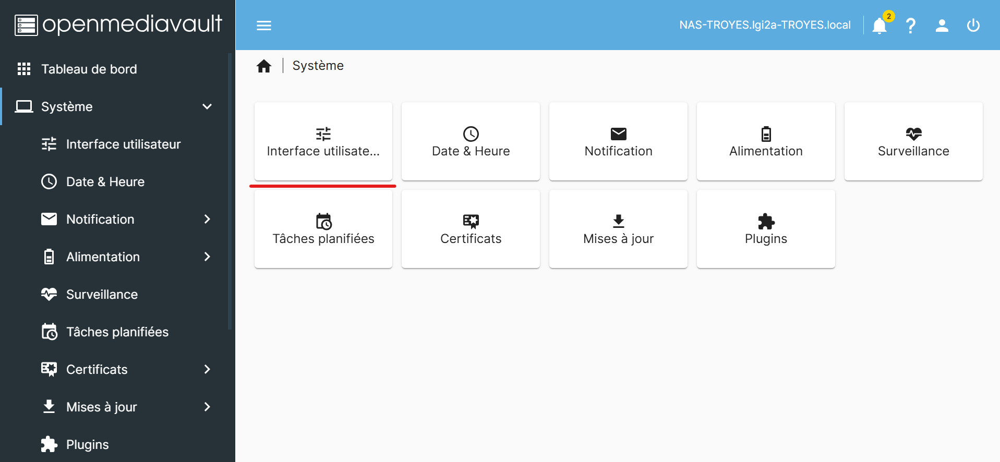 openmediavault
NAS-TROYES.lgi2a-TROYES.local
2
?
Tableau de bord
Système
Interface utilisateur
Date & Heure
Notification
Alimentation
Surveillance
Tâches planifiées
Certificats
Mises à jour
Plugins
Système
Interface utilisate...
Date & Heure
Notification
Alimentation
Surveillance
Tâches planifiées
Certificats
Mises à jour
Plugins